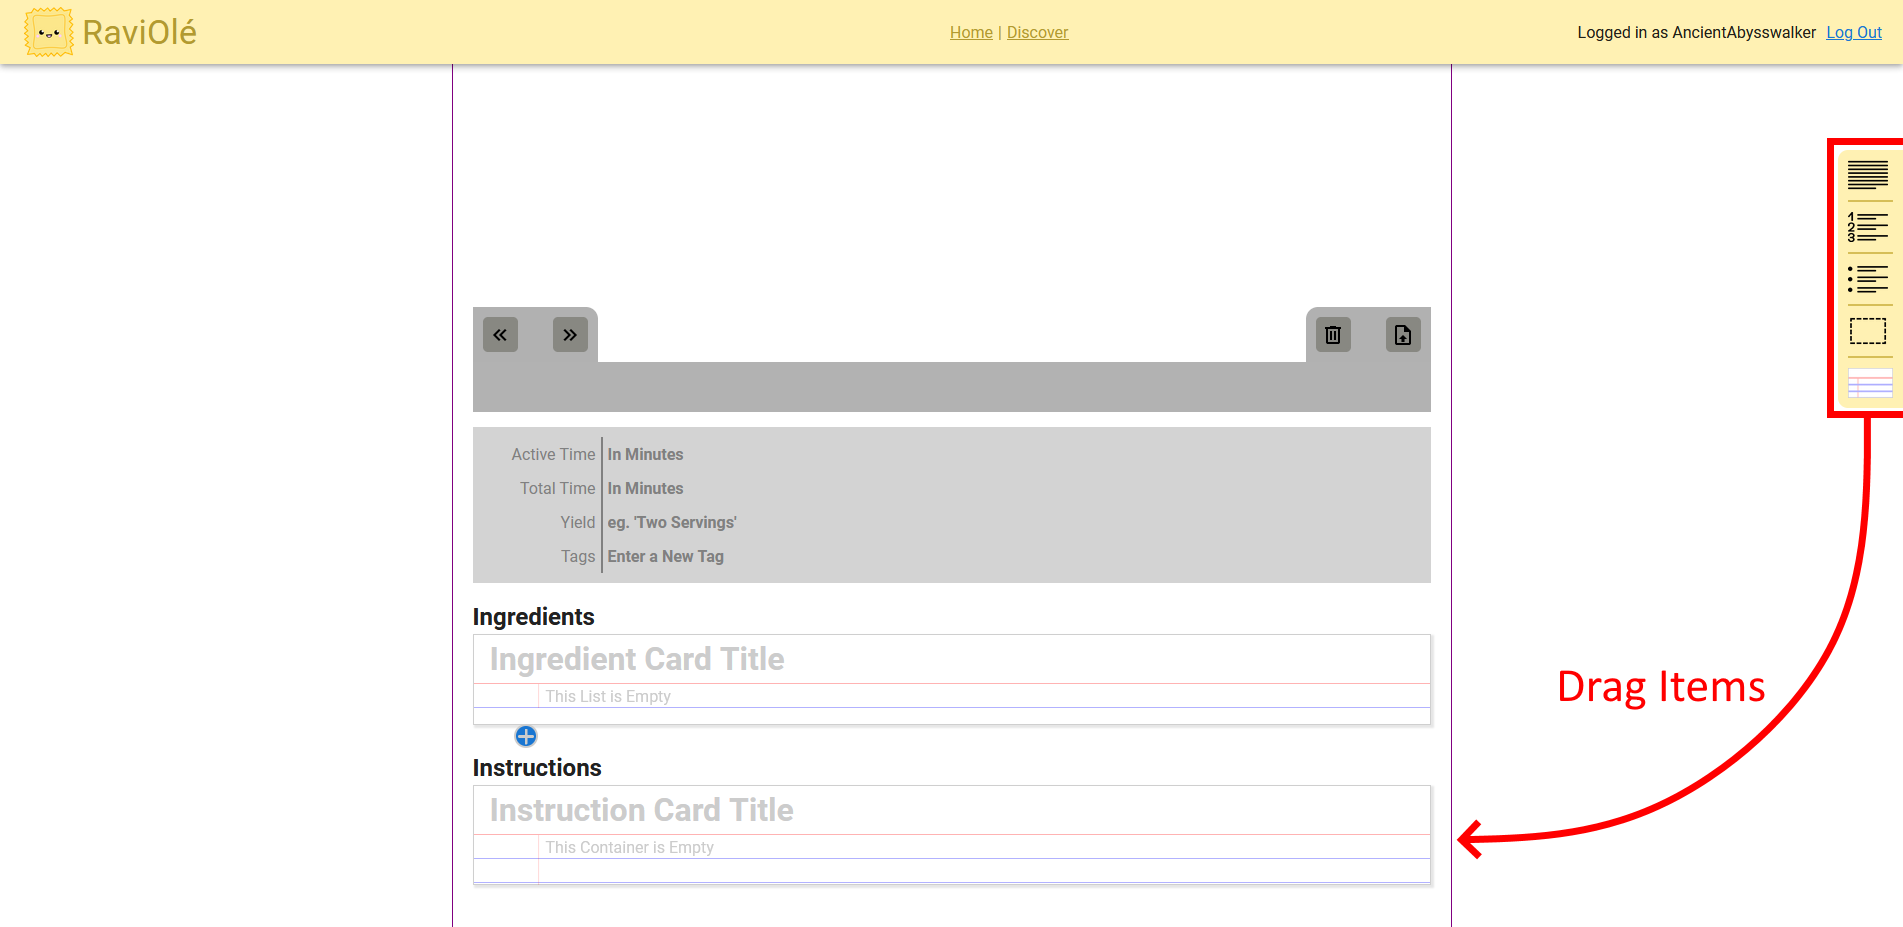 RaviOlé
Home | Discover
Logged in as AncientAbysswalker Log Out
1
2
3
Active Time In Minutes
Total Time In Minutes
Yield eg. 'Two Servings'
Tags Enter a New Tag
Ingredients
Ingredient Card Title
This List is Empty
Drag Items
Instructions
Instruction Card Title
This Container is Empty